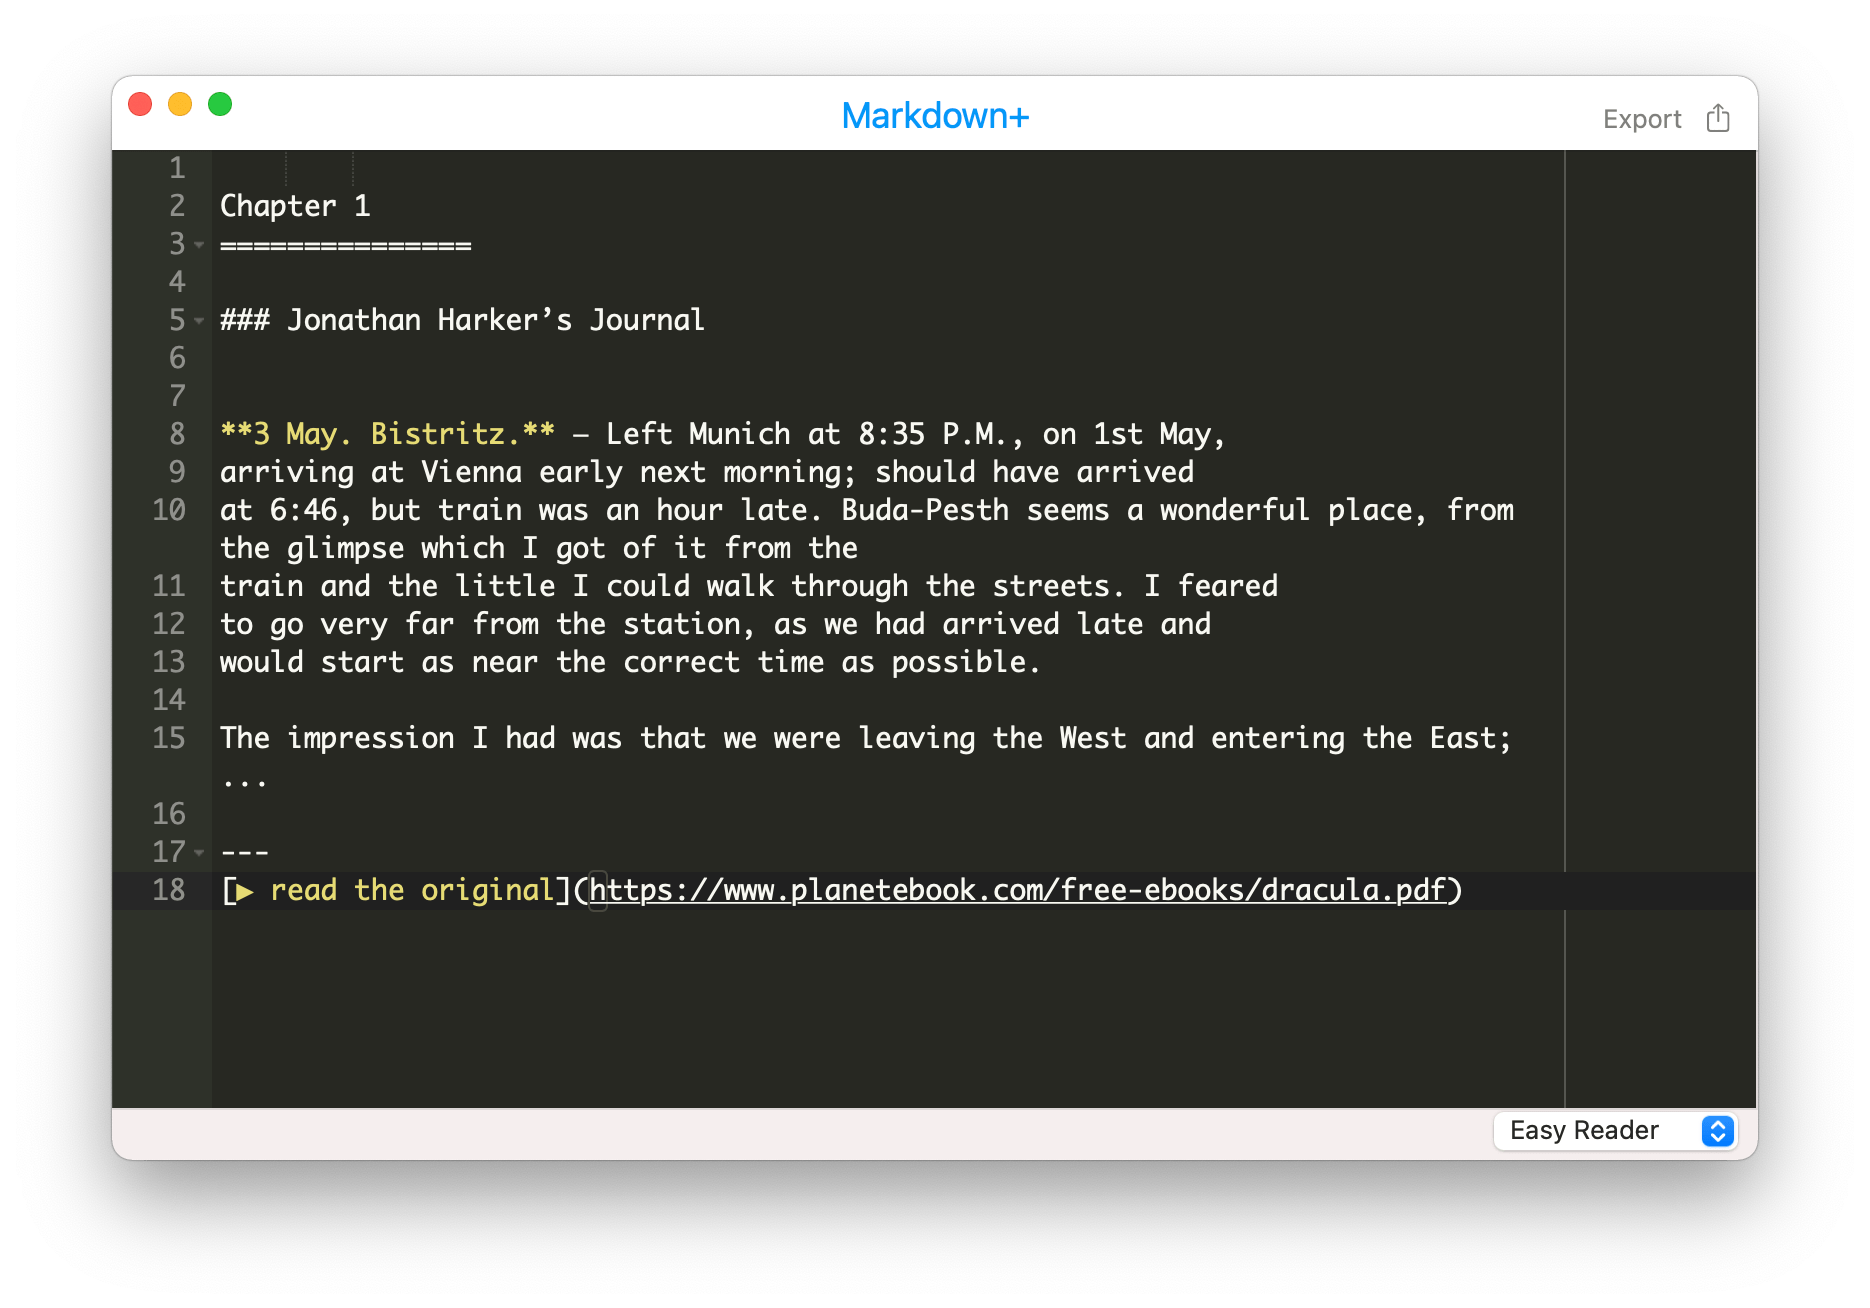 Markdown+
Export
1
2 Chapter 1
3 ===============
4
5 ### Jonathan Harker’s Journal
6
7
8 **3 May. Bistritz.** – Left Munich at 8:35 P.M., on 1st May,
9 arriving at Vienna early next morning; should have arrived
10 at 6:46, but train was an hour late. Buda-Pesth seems a wonderful place, from
the glimpse which I got of it from the
11 train and the little I could walk through the streets. I feared
12 to go very far from the station, as we had arrived late and
13 would start as near the correct time as possible.
14
15 The impression I had was that we were leaving the West and entering the East;
...
16
17 ---
18 [▶ read the original](https://www.planetebook.com/free-ebooks/dracula.pdf)
Easy Reader